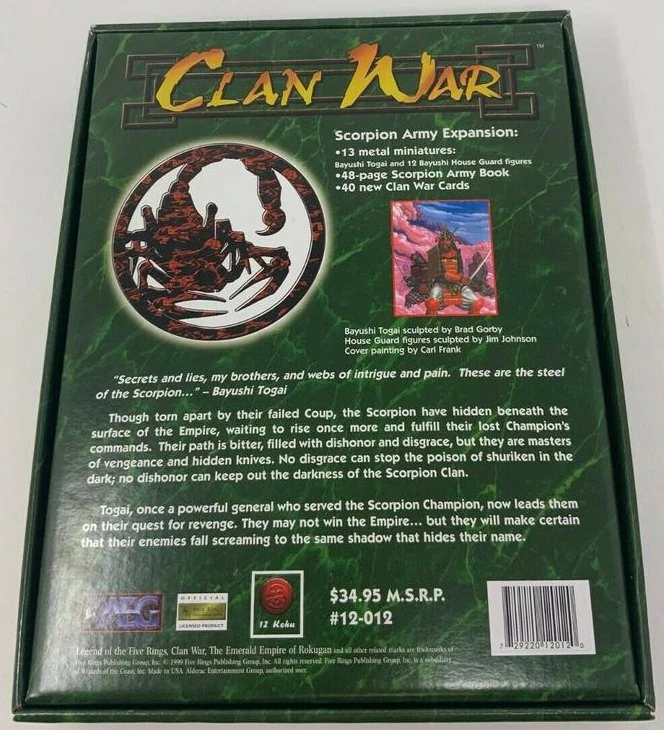 CLAN WAR™
Scorpion Army Expansion:
•13 metal miniatures:
Bayushi Togai and 12 Bayushi House Guard figures
•48-page Scorpion Army Book
•40 new Clan War Cards
Bayushi Togai sculpted by Brad Gorby
House Guard figures sculpted by Jim Johnson
Cover painting by Carl Frank
"Secrets and lies, my brothers, and webs of intrigue and pain. These are the steel
of the Scorpion..." – Bayushi Togai
Though torn apart by their failed Coup, the Scorpion have hidden beneath the
surface of the Empire, waiting to rise once more and fulfill their lost Champion's
commands. Their path is bitter, filled with dishonor and disgrace, but they are masters
of vengeance and hidden knives. No disgrace can stop the poison of shuriken in the
dark; no dishonor can keep out the darkness of the Scorpion Clan.
Togai, once a powerful general who served the Scorpion Champion, now leads them
on their quest for revenge. They may not win the Empire... but they will make certain
that their enemies fall screaming to the same shadow that hides their name.
AEG
OFFICIAL
LICENSED PRODUCT
12 Koku
$34.95 M.S.R.P.
#12-012
7 29220 12012 0
Legend of the Five Rings, Clan War, The Emerald Empire of Rokugan and all other related marks are trademarks of
Five Rings Publishing Group, Inc. © 1999 Five Rings Publishing Group, Inc. All rights reserved. Five Rings Publishing Group, Inc. is a subsidiary
of Wizards of the Coast, Inc. Made in USA. Alderac Entertainment Group, authorized user.